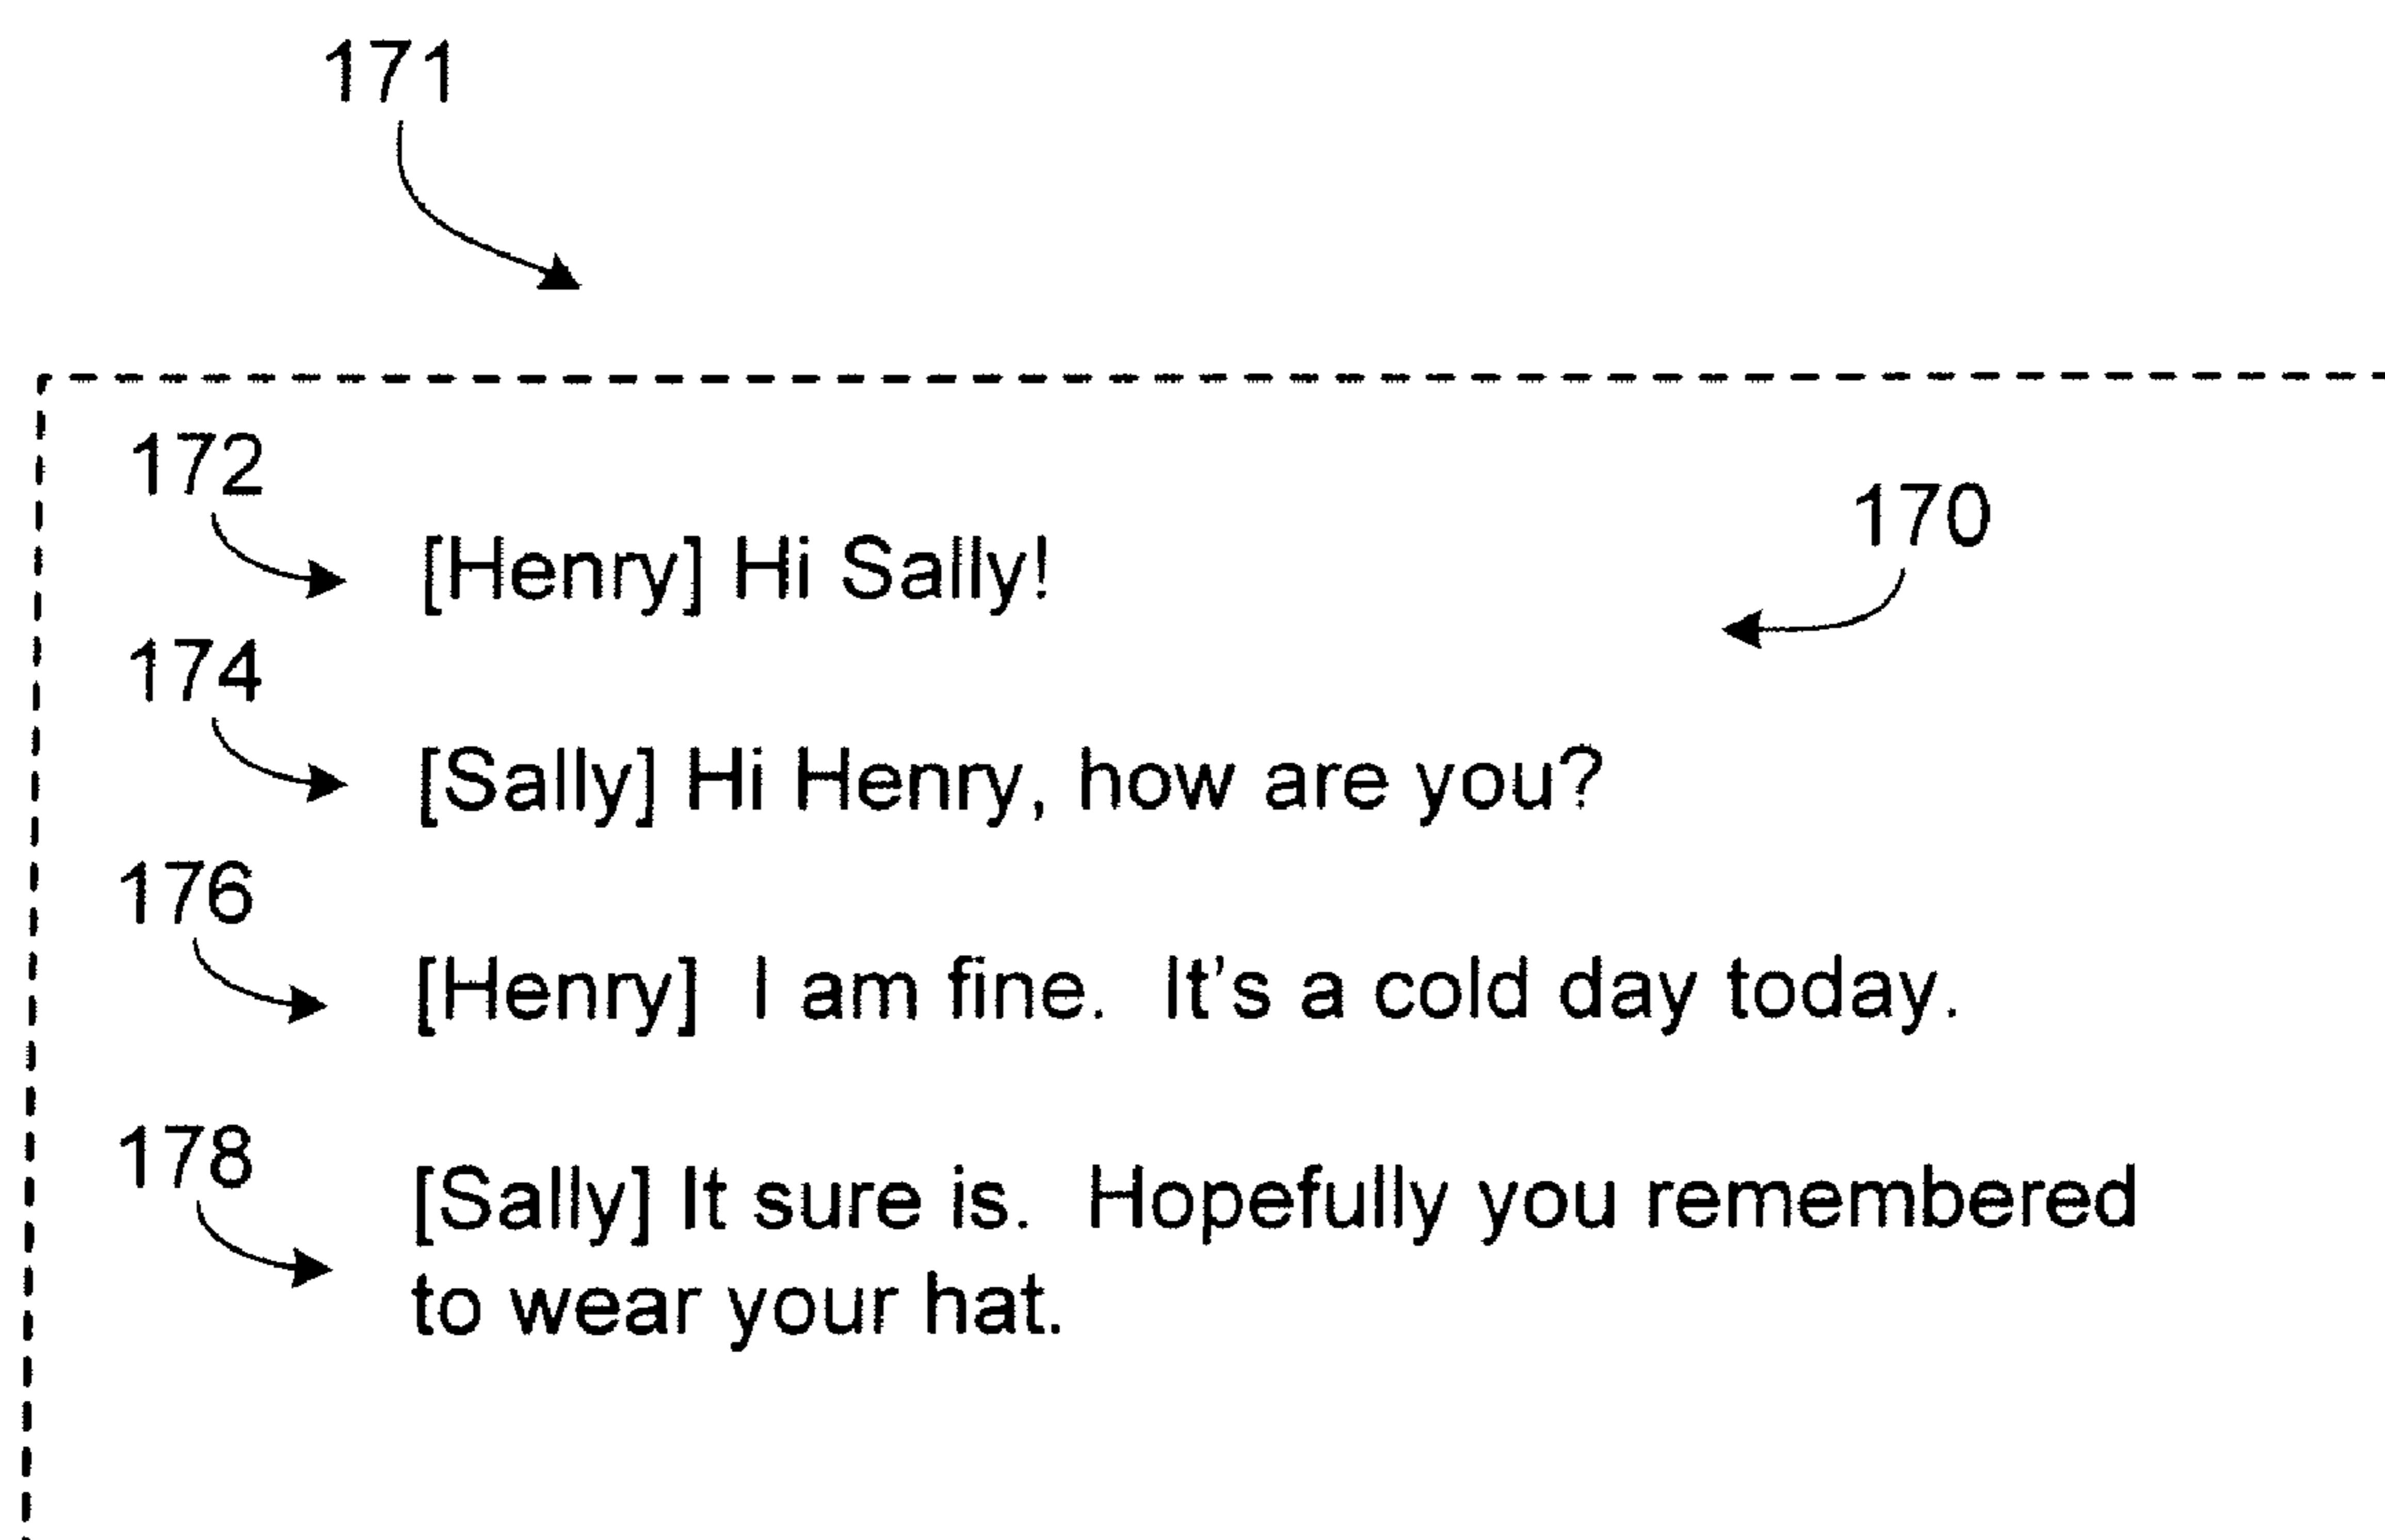 171
172
170
[Henry] Hi Sally!
174
[Sally] Hi Henry, how are you?
176
[Henry]  I am fine.  It's a cold day today.
178
[Sally] It sure is.  Hopefully you remembered
to wear your hat.